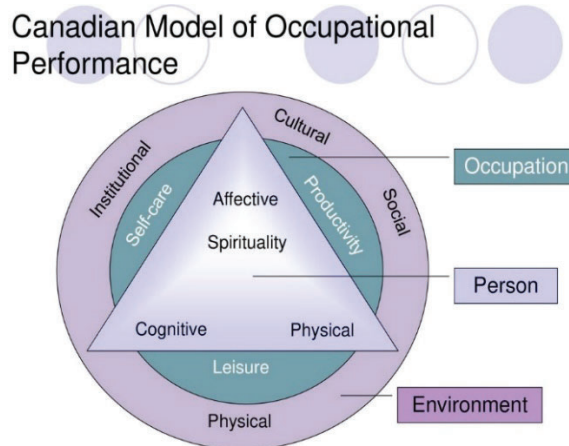 Canadian Model of Occupational
Performance
Cultural
Institutional
Social
Occupation
Self-care
Productivity
Affective
Spirituality
Person
Cognitive
Physical
Leisure
Environment
Physical